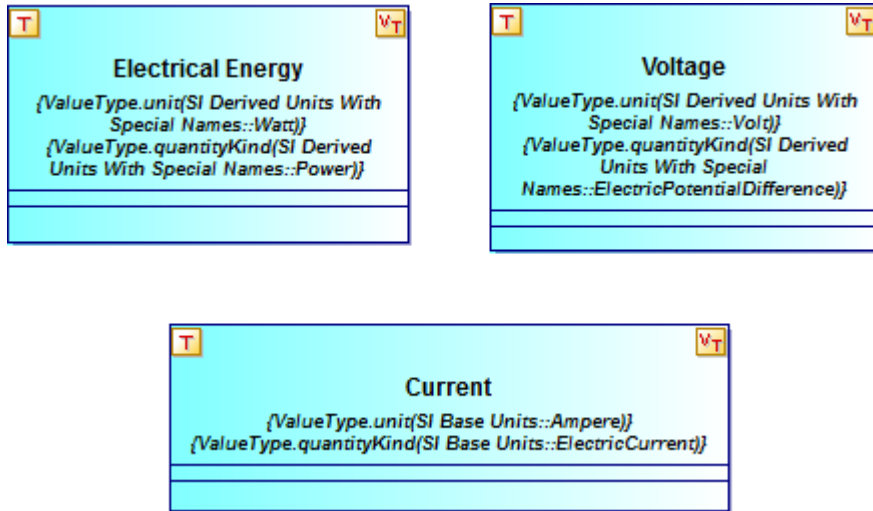 T
VT
Electrical Energy
{ValueType.unit(SI Derived Units With
Special Names::Watt)}
{ValueType.quantityKind(SI Derived
Units With Special Names::Power)}
T
VT
Voltage
{ValueType.unit(SI Derived Units With
Special Names::Volt)}
{ValueType.quantityKind(SI Derived
Units With Special
Names::ElectricPotentialDifference)}
T
VT
Current
{ValueType.unit(SI Base Units::Ampere)}
{ValueType.quantityKind(SI Base Units::ElectricCurrent)}